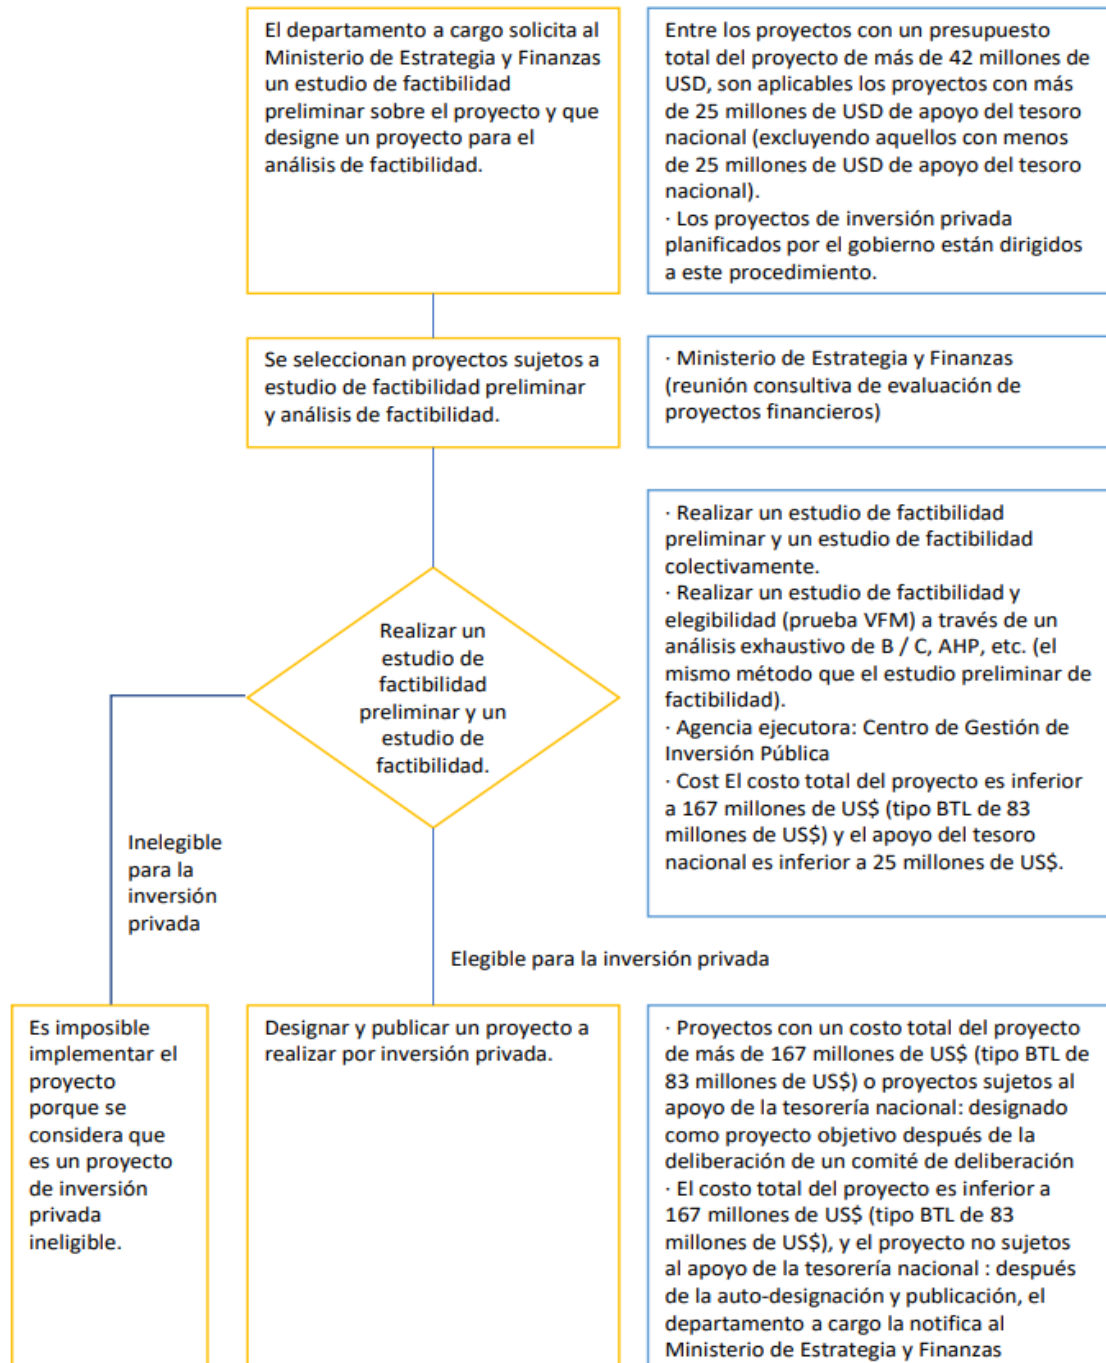 El departamento a cargo solicita al
Ministerio de Estrategia y Finanzas
un estudio de factibilidad
preliminar sobre el proyecto y que
designe un proyecto para el
análisis de factibilidad.
Entre los proyectos con un presupuesto
total del proyecto de más de 42 millones de
USD, son aplicables los proyectos con más
de 25 millones de USD de apoyo del tesoro
nacional (excluyendo aquellos con menos
de 25 millones de USD de apoyo del tesoro
nacional).
· Los proyectos de inversión privada
planificados por el gobierno están dirigidos
a este procedimiento.
Se seleccionan proyectos sujetos a
estudio de factibilidad preliminar
y análisis de factibilidad.
· Ministerio de Estrategia y Finanzas
(reunión consultiva de evaluación de
proyectos financieros)
Realizar un
estudio de
factibilidad
preliminar y un
estudio de
factibilidad.
· Realizar un estudio de factibilidad
preliminar y un estudio de factibilidad
colectivamente.
· Realizar un estudio de factibilidad y
elegibilidad (prueba VFM) a través de un
análisis exhaustivo de B / C, AHP, etc. (el
mismo método que el estudio preliminar de
factibilidad).
· Agencia ejecutora: Centro de Gestión de
Inversión Pública
· Cost El costo total del proyecto es inferior
a 167 millones de US$ (tipo BTL de 83
millones de US$) y el apoyo del tesoro
nacional es inferior a 25 millones de US$.
Inelegible
para la
inversión
privada
Elegible para la inversión privada
Es imposible
implementar el
proyecto
porque se
considera que
es un proyecto
de inversión
privada
ineligible.
Designar y publicar un proyecto a
realizar por inversión privada.
· Proyectos con un costo total del proyecto
de más de 167 millones de US$ (tipo BTL de
83 millones de US$) o proyectos sujetos al
apoyo de la tesorería nacional: designado
como proyecto objetivo después de la
deliberación de un comité de deliberación
· El costo total del proyecto es inferior a
167 millones de US$ (tipo BTL de 83
millones de US$), y el proyecto no sujetos
al apoyo de la tesorería nacional : después
de la auto-designación y publicación, el
departamento a cargo la notifica al
Ministerio de Estrategia y Finanzas